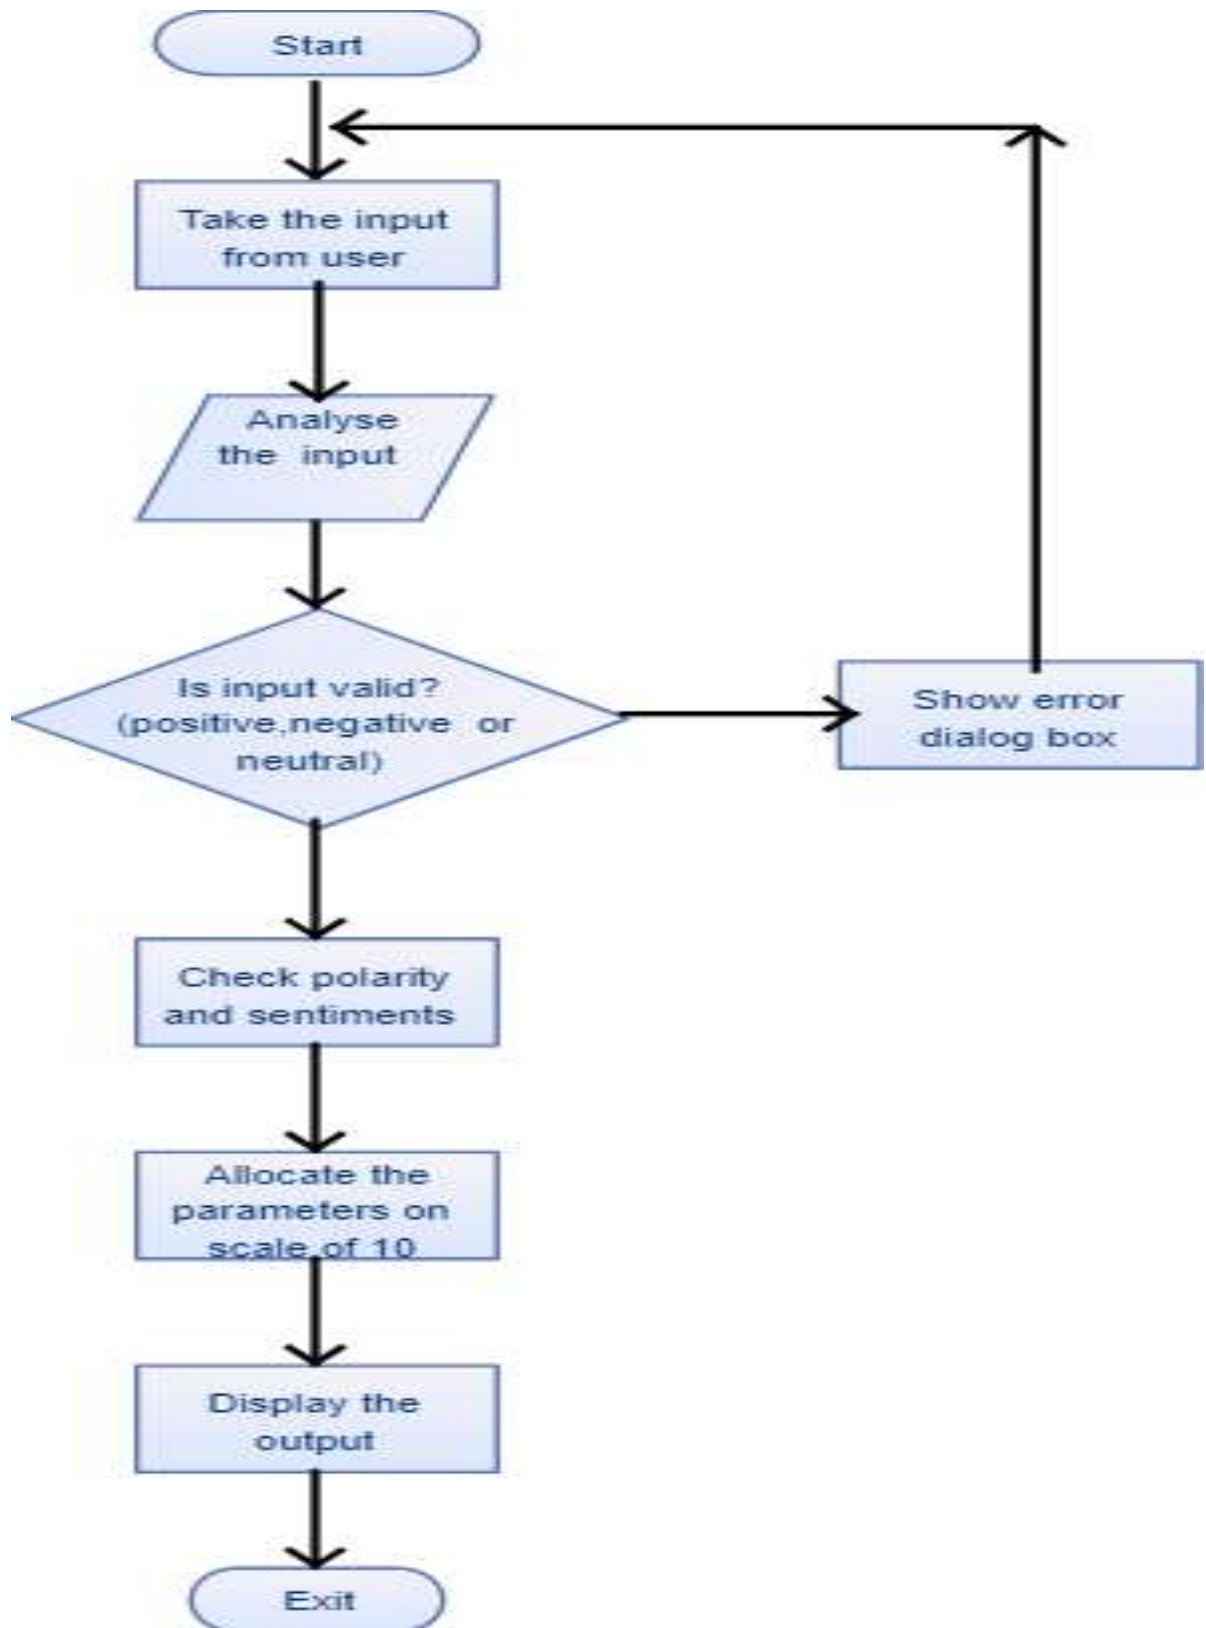 Start
Take the input
from user
Analyse
the input
Is input valid?
(positive,negative or
neutral)
Show error
dialog box
Check polarity
and sentiments
Allocate the
parameters on
scale of 10
Display the
output
Exit